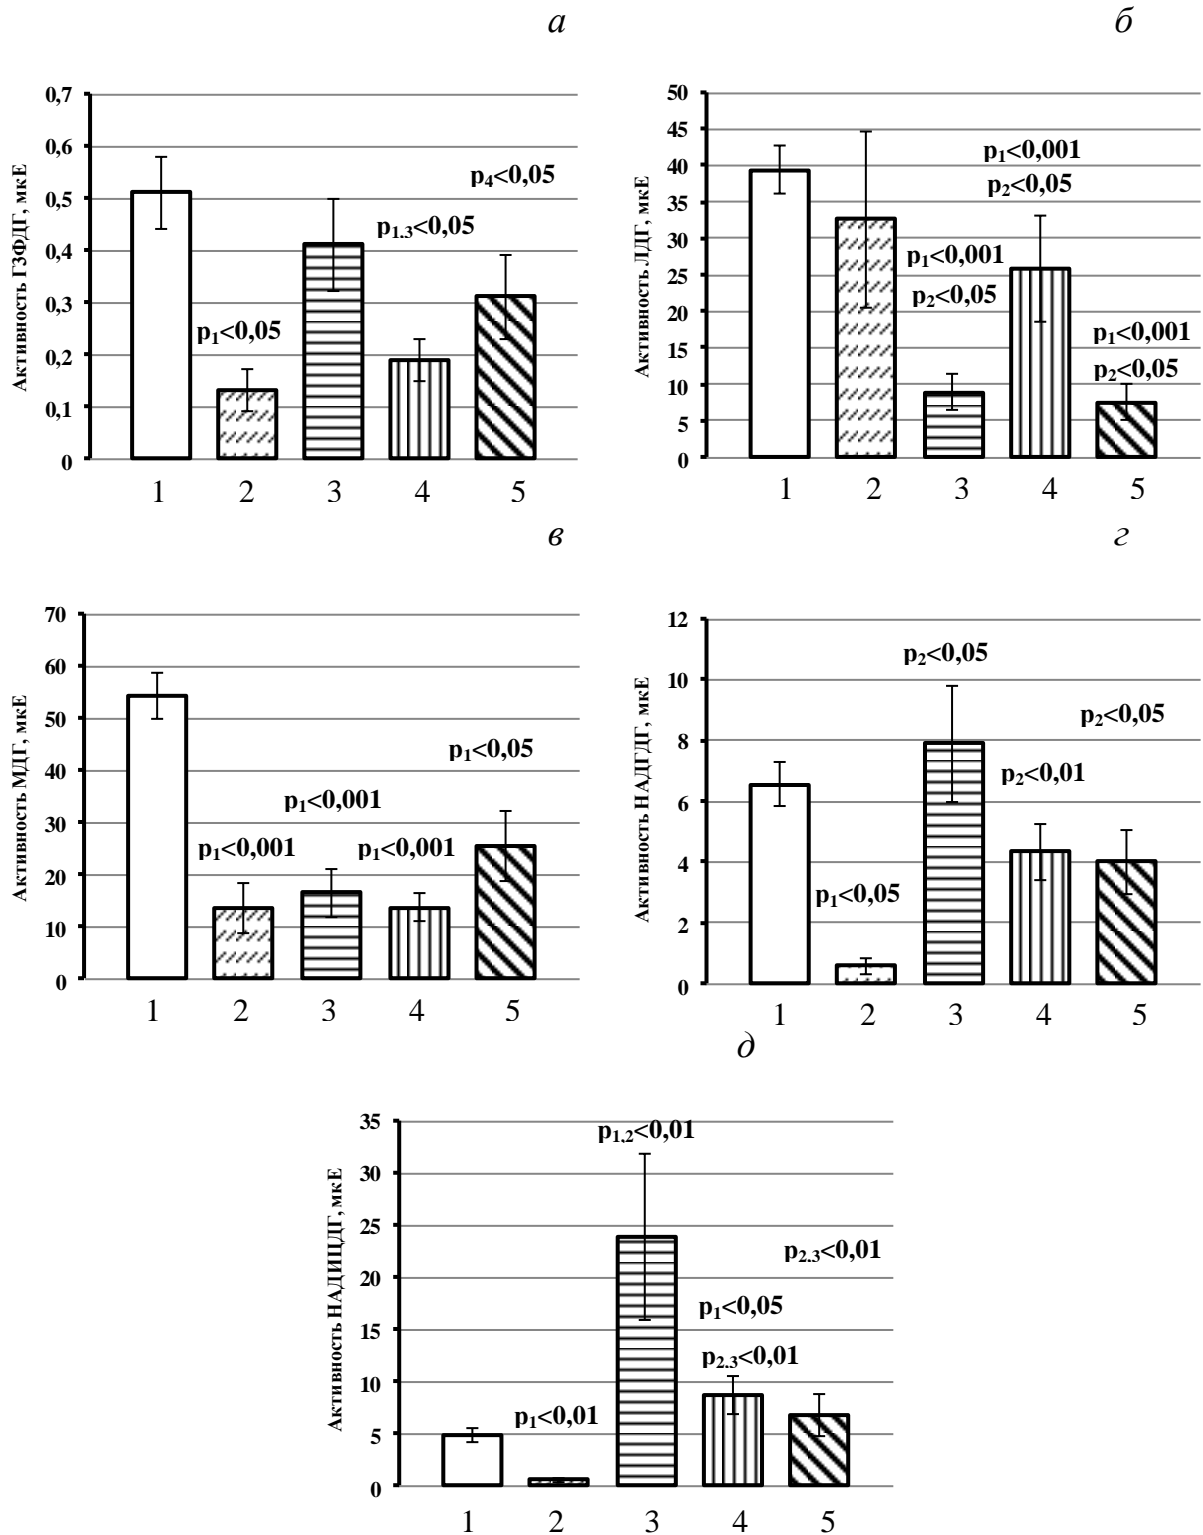 а
б
0,7
0,6
0,5
0,4
0,3
0,2
0,1
0
Активность Г3ФДГ, мкЕ
p1<0,05
p1.3<0,05
p4<0,05
1 2 3 4 5
50
45
40
35
30
25
20
15
10
5
0
Активность ЛДГ, мкЕ
p1<0,001
p2<0,05
p1<0,001
p2<0,05
p1<0,001
p2<0,05
1 2 3 4 5
в
г
70
60
50
40
30
20
10
0
Активность МДГ, мкЕ
p1<0,001
p1<0,001
p1<0,001
p1<0,05
1 2 3 4 5
12
10
8
6
4
2
0
Активность НАДГДГ, мкЕ
p1<0,05
p2<0,05
p2<0,01
p2<0,05
1 2 3 4 5
д
35
30
25
20
15
10
5
0
Активность НАДИЦДГ, мкЕ
p1<0,01
p1,2<0,01
p1<0,05
p2.3<0,01
p2.3<0,01
1 2 3 4 5